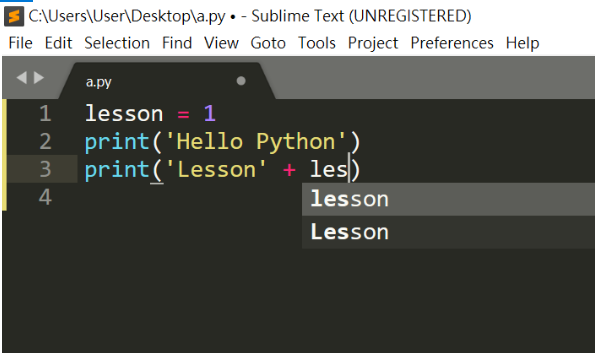 C:\Users\User\Desktop\a.py • - Sublime Text (UNREGISTERED)
File Edit Selection Find View Goto Tools Project Preferences Help
a.py
1 lesson = 1
2 print('Hello Python')
3 print('Lesson' + les)
4
lesson
Lesson